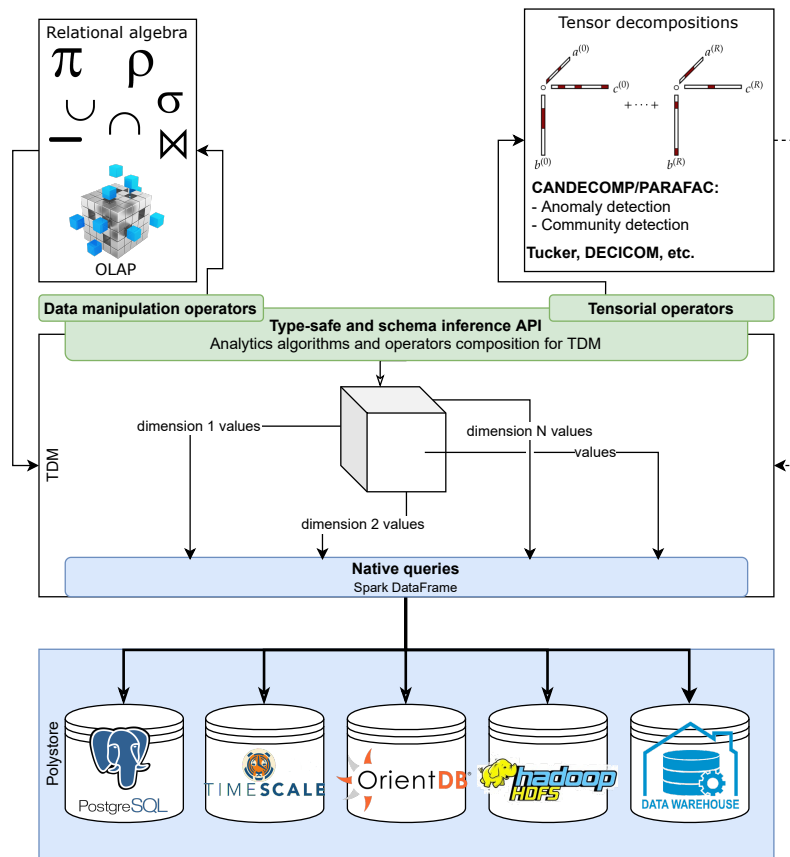 Relational algebra
π ρ
∪ ∩ σ
− ⋈
OLAP
Tensor decompositions
a(0) a(R)
c(0) c(R)
+ ··· +
b(0) b(R)
CANDECOMP/PARAFAC:
- Anomaly detection
- Community detection
Tucker, DECICOM, etc.
Data manipulation operators
Tensorial operators
Type-safe and schema inference API
Analytics algorithms and operators composition for TDM
TDM
dimension 1 values
dimension N values
values
dimension 2 values
Native queries
Spark DataFrame
Polystore
PostgreSQL
TIMESCALE
OrientDB®
hadoop
HDFS
DATA WAREHOUSE